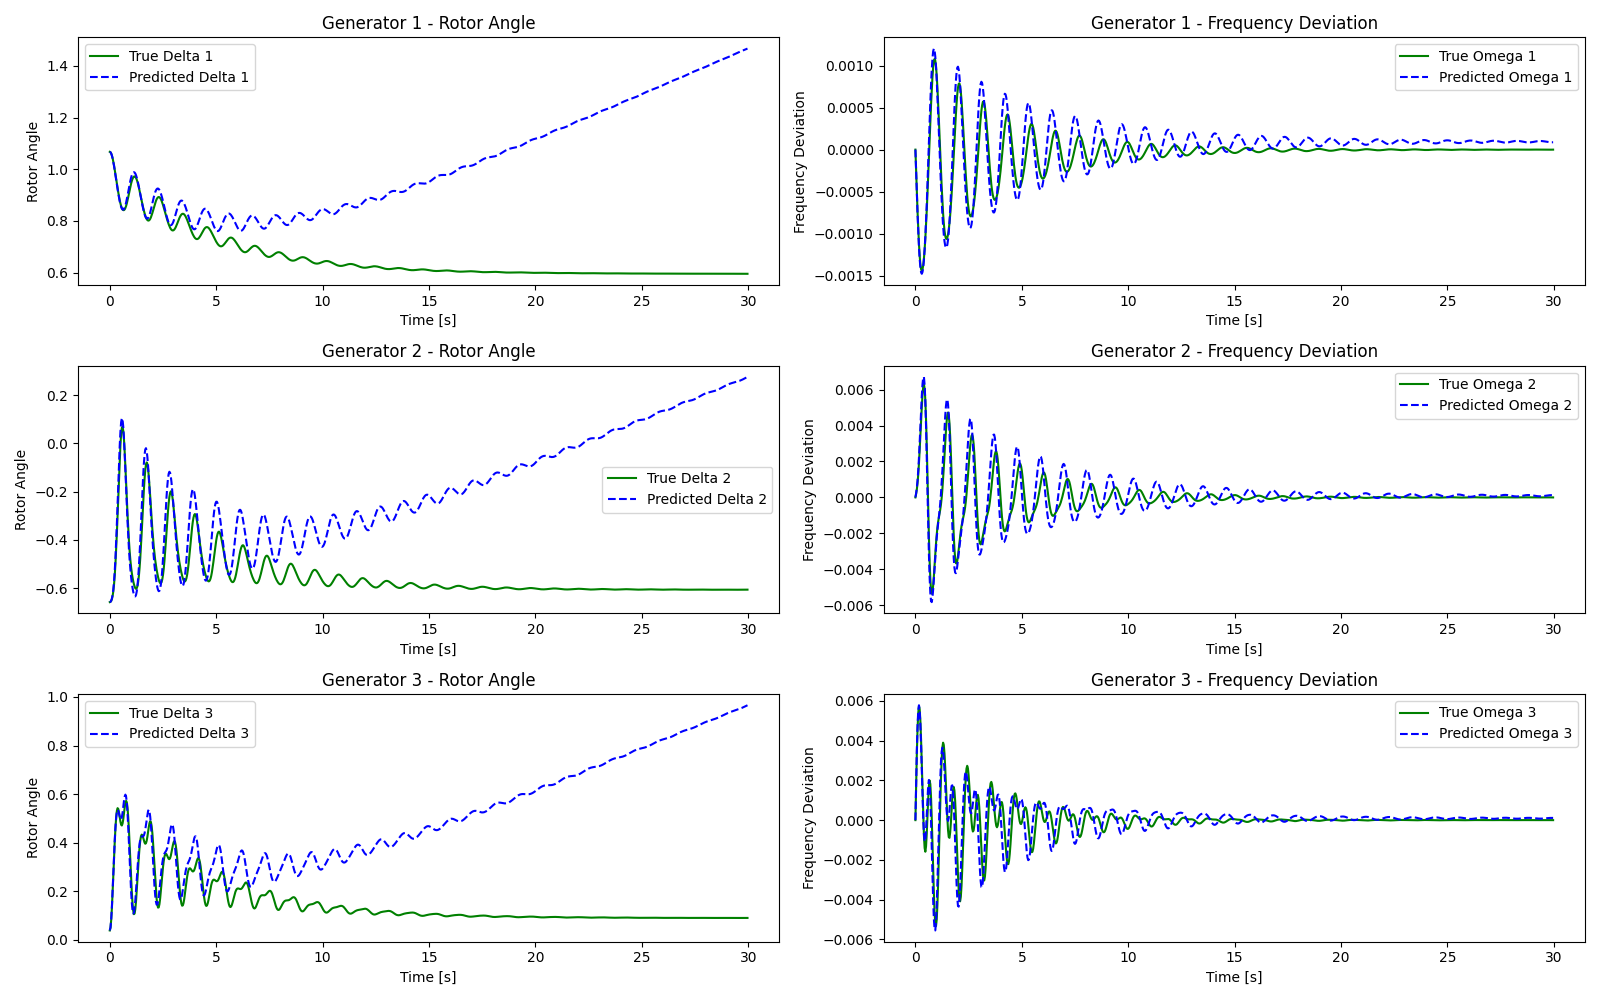 Generator 1 - Rotor Angle
True Delta 1
Predicted Delta 1
Rotor Angle
1.4
1.2
1.0
0.8
0.6
0
5
10
15
20
25
30
Time [s]
Generator 1 - Frequency Deviation
True Omega 1
Predicted Omega 1
Frequency Deviation
0.0010
0.0005
0.0000
−0.0005
−0.0010
−0.0015
0
5
10
15
20
25
30
Time [s]
Generator 2 - Rotor Angle
True Delta 2
Predicted Delta 2
Rotor Angle
0.2
0.0
−0.2
−0.4
−0.6
0
5
10
15
20
25
30
Time [s]
Generator 2 - Frequency Deviation
True Omega 2
Predicted Omega 2
Frequency Deviation
0.006
0.004
0.002
0.000
−0.002
−0.004
−0.006
0
5
10
15
20
25
30
Time [s]
Generator 3 - Rotor Angle
True Delta 3
Predicted Delta 3
Rotor Angle
1.0
0.8
0.6
0.4
0.2
0.0
0
5
10
15
20
25
30
Time [s]
Generator 3 - Frequency Deviation
True Omega 3
Predicted Omega 3
Frequency Deviation
0.006
0.004
0.002
0.000
−0.002
−0.004
−0.006
0
5
10
15
20
25
30
Time [s]